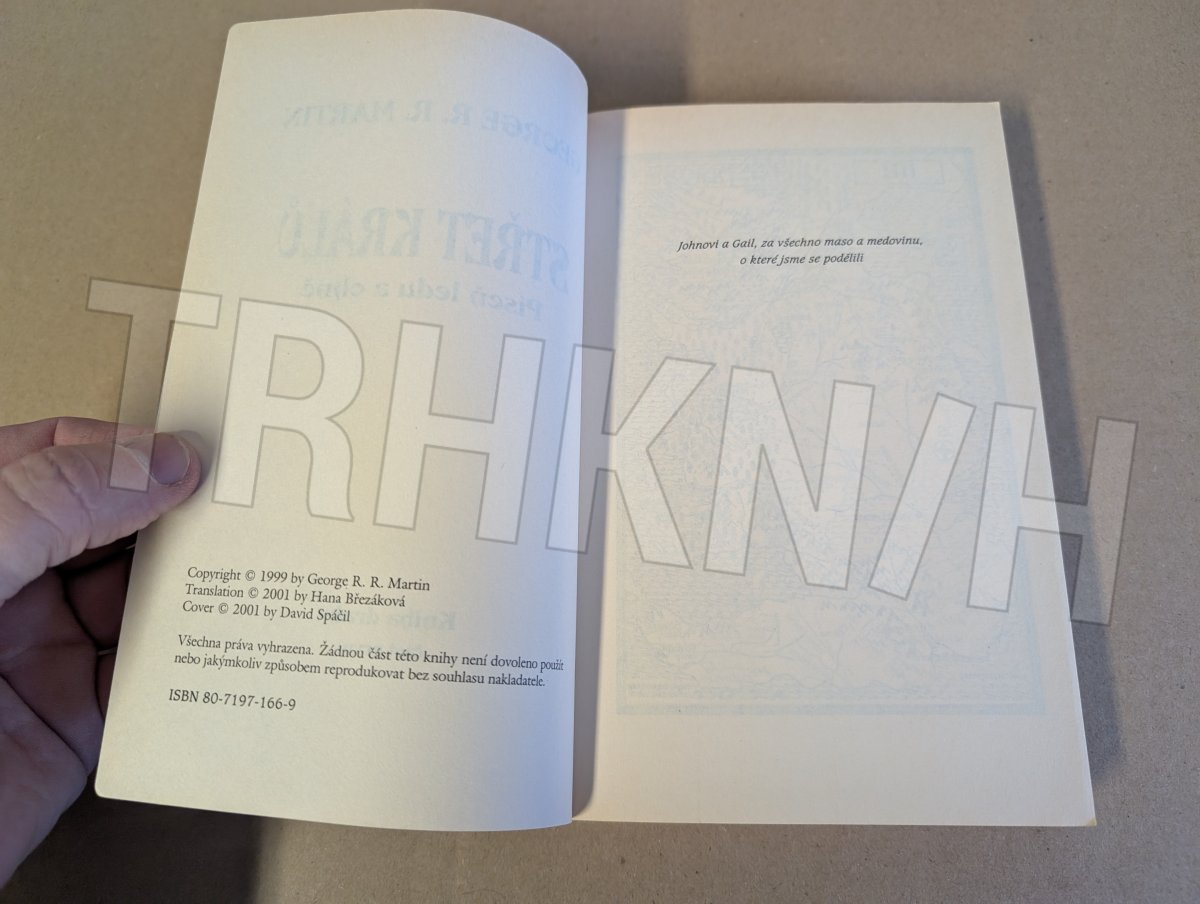 GEORGE R. R. MARTIN
STŘET KRÁLŮ
Píseň ledu a ohně
Copyright © 1999 by George R. R. Martin
Translation © 2001 by Hana Březáková
Cover © 2001 by David Spáčil
Všechna práva vyhrazena. Žádnou část této knihy není dovoleno použít
nebo jakýmkoliv způsobem reprodukovat bez souhlasu nakladatele.
ISBN 80-7197-166-9
Johnovi a Gail, za všechno maso a medovinu,
o které jsme se podělili
TRHKNIH